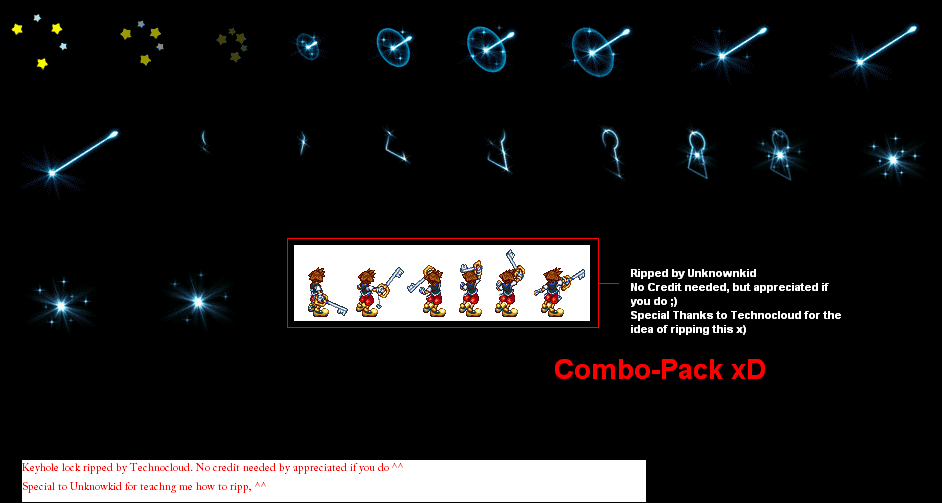 Ripped by Unknownkid
No Credit needed, but appreciated if
you do ;)
Special Thanks to Technocloud for the
idea of ripping this x)
Combo-Pack xD
Keyhole lock ripped by Technocloud. No credit needed by appreciated if you do ^^
Special to Unknowkid for teachng me how to ripp, ^^